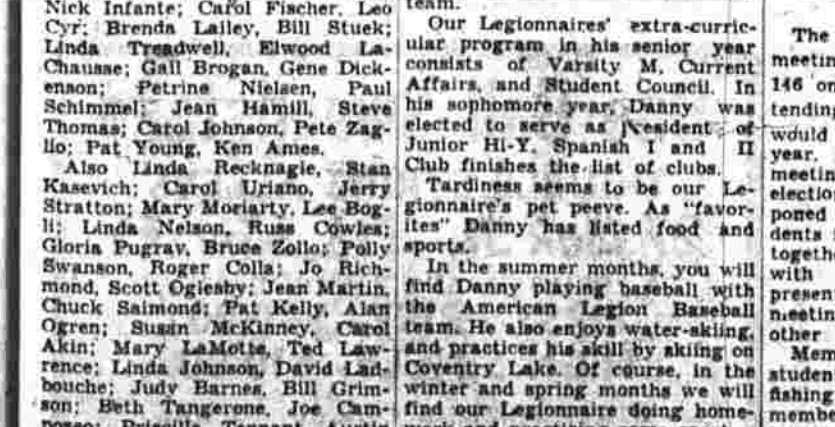 Nick Infante; Carol Fischer, Leo
Cyr; Brenda Lailey, Bill Stuek;
Linda Treadwell, Elwood La-
Chausse; Gail Brogan, Gene Dick-
enson; Petrine Nielsen, Paul
Schimmel; Jean Hamill, Steve
Thomas; Carol Johnson, Pete Zag-
lio; Pat Young, Ken Ames.
Also Linda Recknagle, Stan
Kasevich; Carol Uriano, Jerry
Stratton; Mary Moriarty, Lee Bog-
li; Linda Nelson, Russ Cowles;
Gloria Pugray, Bruce Zollo; Polly
Swanson, Roger Colla; Jo Rich-
mond, Scott Oglesby; Jean Martin,
Chuck Salmond; Pat Kelly, Alan
Ogren; Susan McKinney, Carol
Akin; Mary LaMotte, Ted Law-
rence; Linda Johnson, David Lad-
bouche; Judy Barnes, Bill Grim-
son; Beth Tangerone, Joe Cam-
team.
Our Legionnaires' extra-curric-
ular program in his senior year
consists of Varsity M, Current
Affairs, and Student Council. In
his sophomore year, Danny was
elected to serve as president of
Junior Hi-Y. Spanish I and II
Club finishes the list of clubs.
Tardiness seems to be our Le-
gionnaire's pet peeve. As "favor-
ites" Danny has listed food and
sports.
In the summer months, you will
find Danny playing baseball with
the American Legion Baseball
team. He also enjoys water-skiing,
and practices his skill by skiing on
Coventry Lake. Of course, in the
winter and spring months we will
find our Legionnaire doing home-
The
meetin
146 on
tendin
would
year.
meetin
electio
poned
dents
togethe
with
presen
meetin
other
Mem
studen
fishing
membe